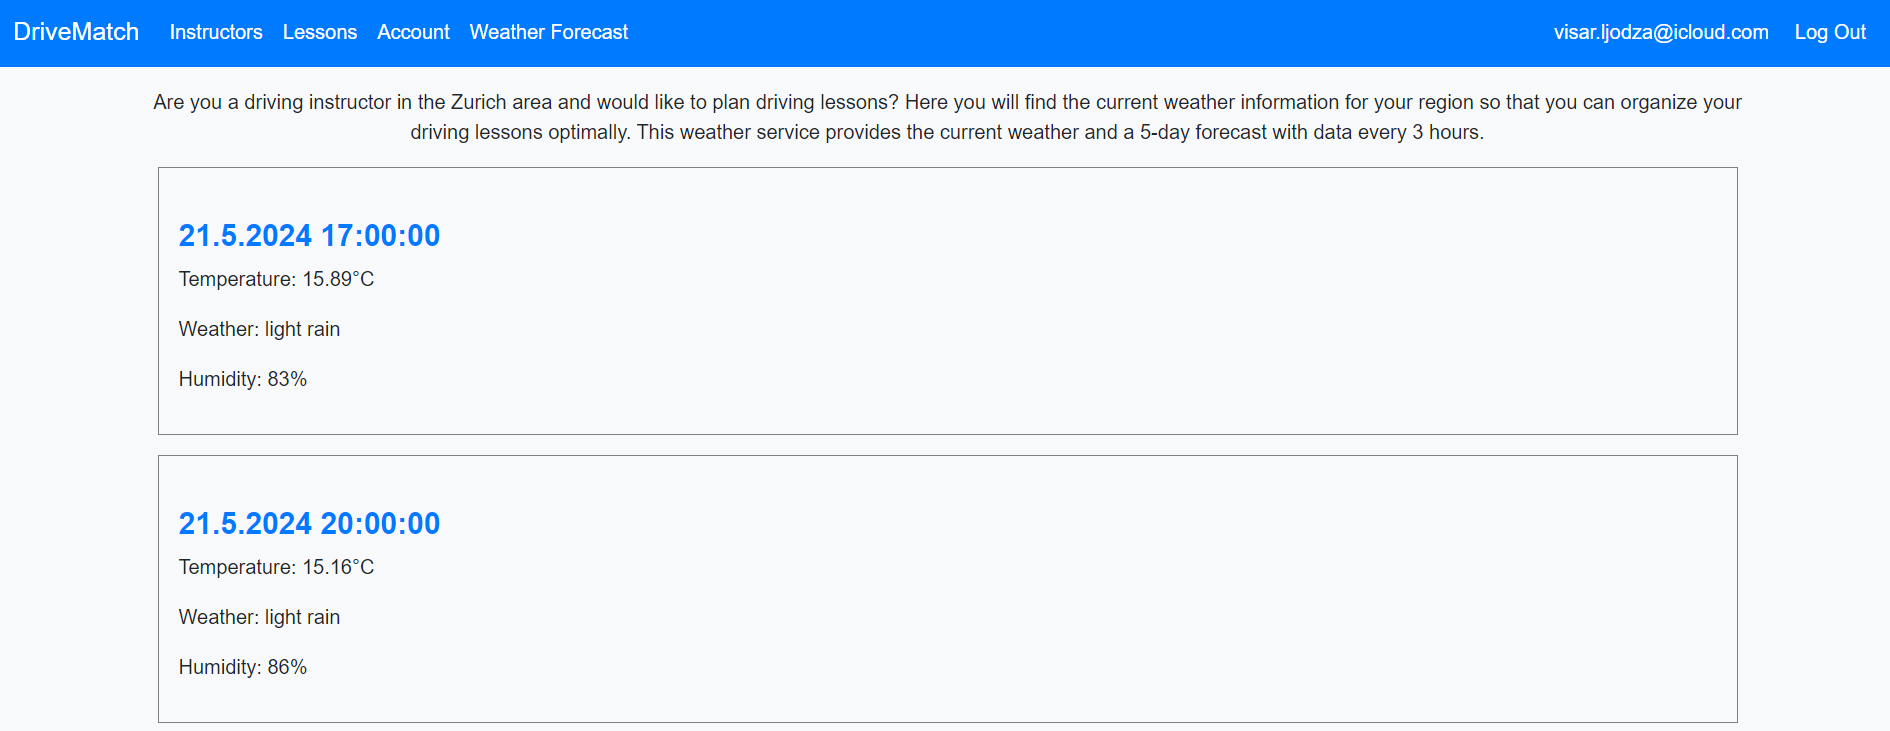 DriveMatch Instructors Lessons Account Weather Forecast visar.ljodza@icloud.com Log Out
Are you a driving instructor in the Zurich area and would like to plan driving lessons? Here you will find the current weather information for your region so that you can organize your
driving lessons optimally. This weather service provides the current weather and a 5-day forecast with data every 3 hours.
21.5.2024 17:00:00
Temperature: 15.89°C
Weather: light rain
Humidity: 83%
21.5.2024 20:00:00
Temperature: 15.16°C
Weather: light rain
Humidity: 86%